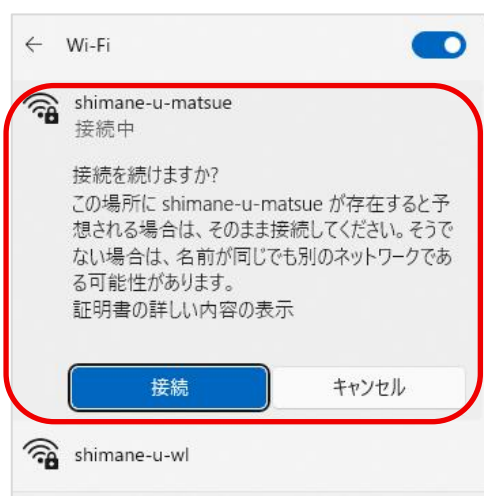 ← Wi-Fi
shimane-u-matsue
接続中
接続を続けますか?
この場所に shimane-u-matsue が存在すると予
想される場合は、そのまま接続してください。そうで
ない場合は、名前が同じでも別のネットワークであ
る可能性があります。
証明書の詳しい内容の表示
接続 キャンセル
shimane-u-wl